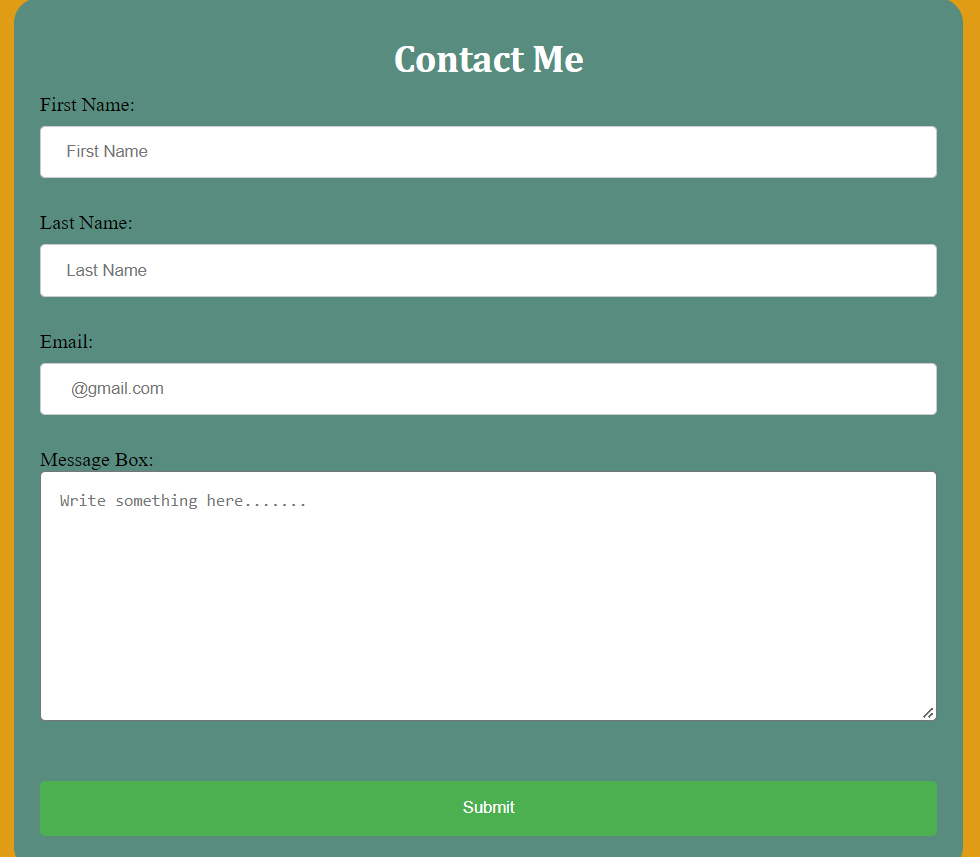 Contact Me
First Name:
First Name
Last Name:
Last Name
Email:
@gmail.com
Message Box:
Write something here.......
Submit